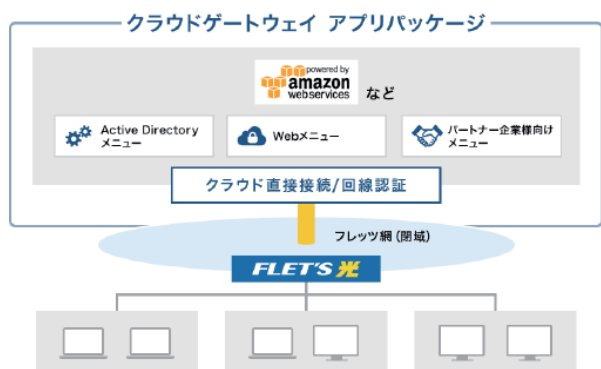 クラウドゲートウェイ アプリパッケージ
powered by
amazon
webservices
など
Active Directory
メニュー
Webメニュー
パートナー企業様向け
メニュー
クラウド直接接続/回線認証
フレッツ網(閉域)
FLET'S 光